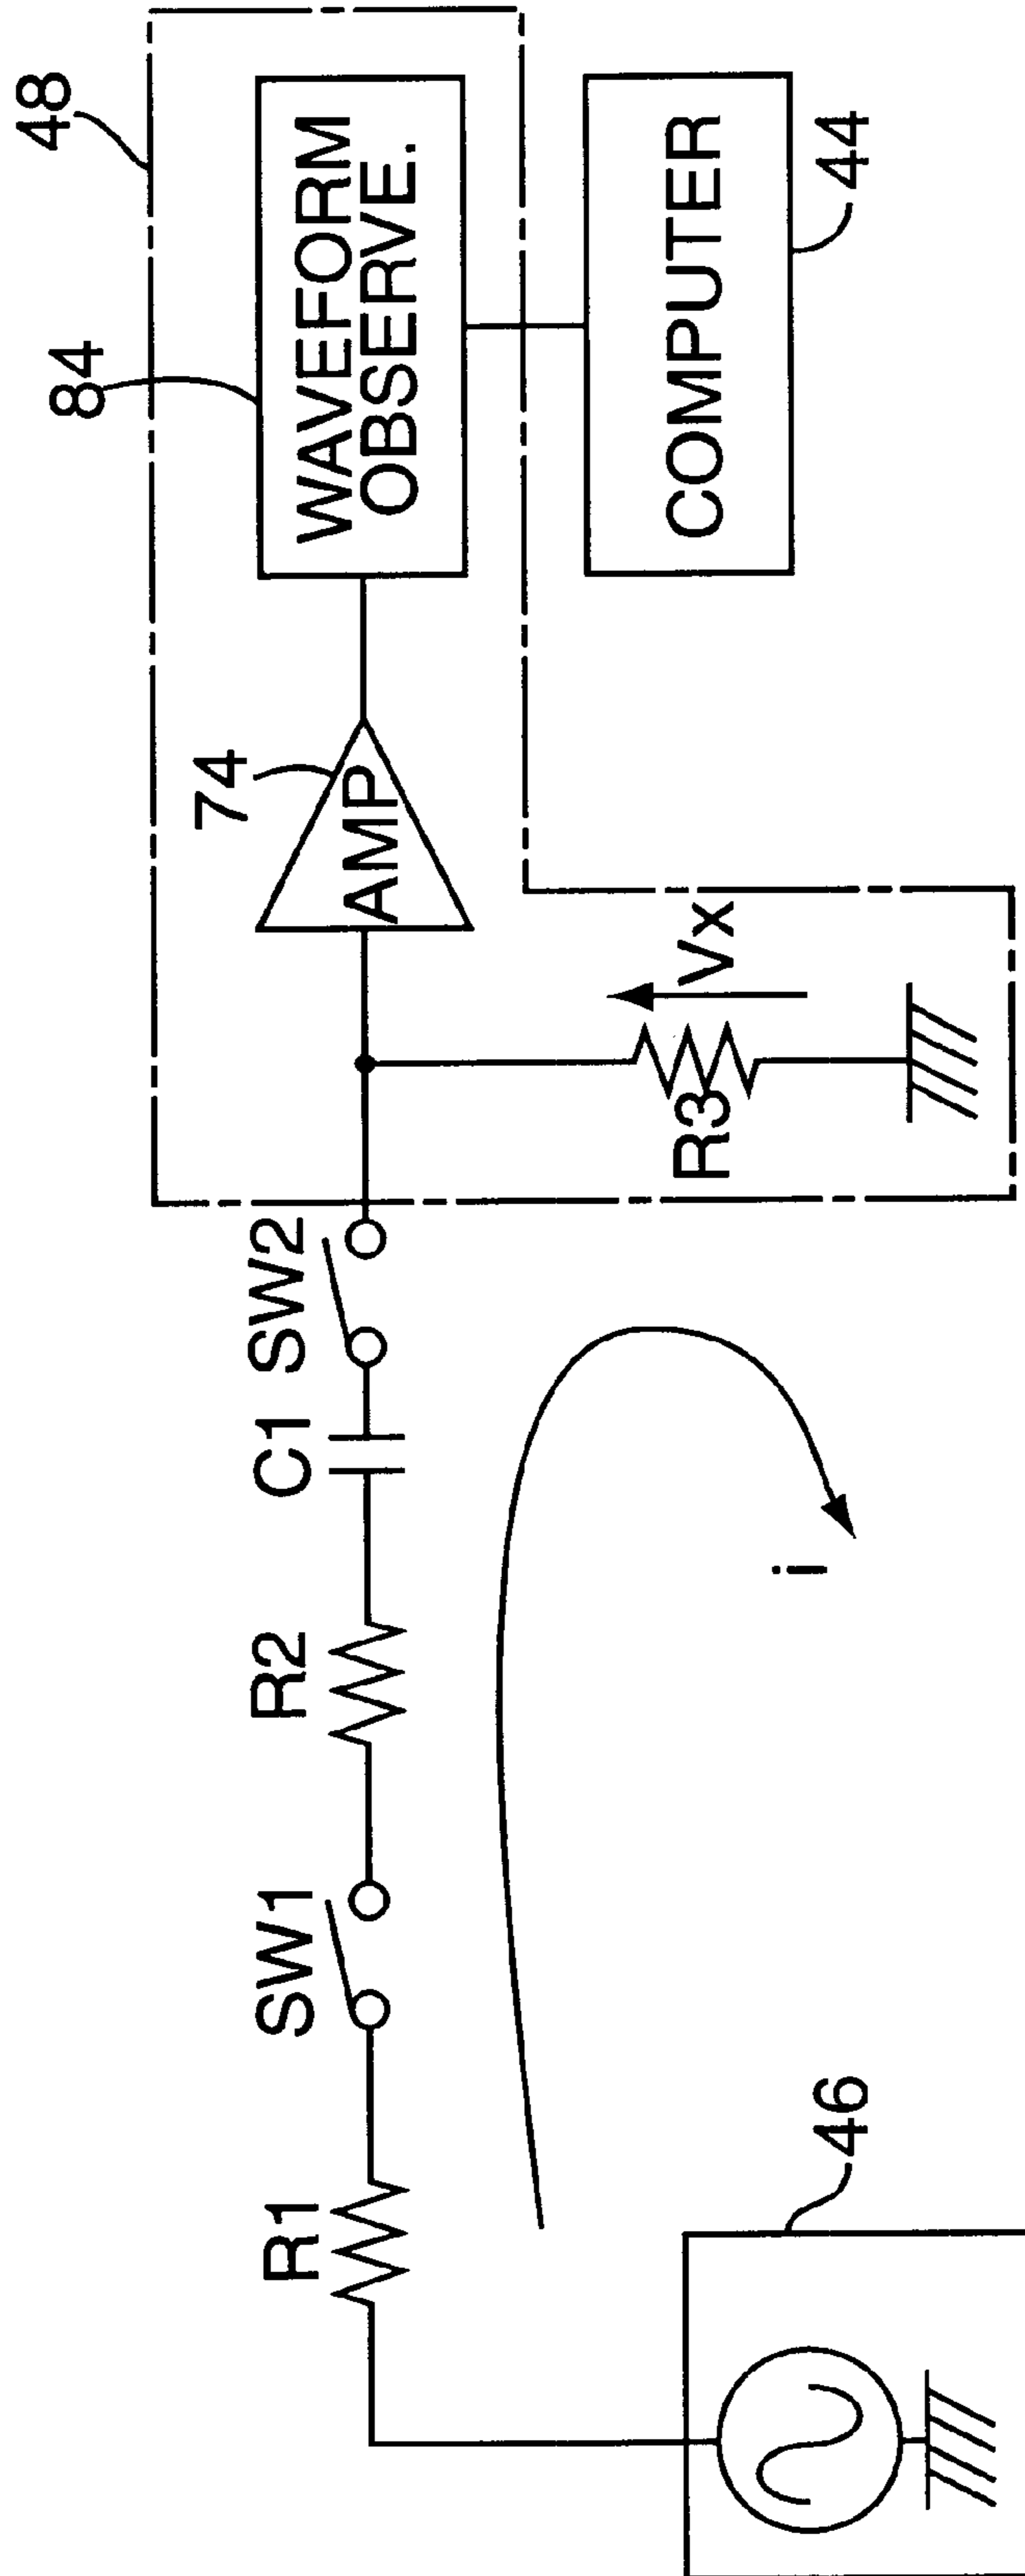 48
84
WAVEFORM
OBSERVE.
COMPUTER
44
74
AMP
Vx
R3
SW2
C1
R2
SW1
R1
i
46